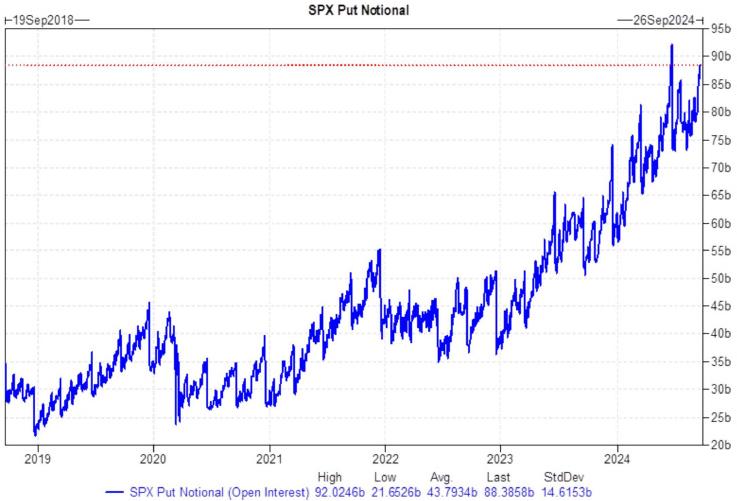 SPX Put Notional
19Sep2018
26Sep2024
95b
90b
85b
80b
75b
70b
65b
60b
55b
50b
45b
40b
35b
30b
25b
20b
2019 2020 2021 2022 2023 2024
High Low Avg. Last StdDev
SPX Put Notional (Open Interest) 92.0246b 21.6526b 43.7934b 88.3858b 14.6153b